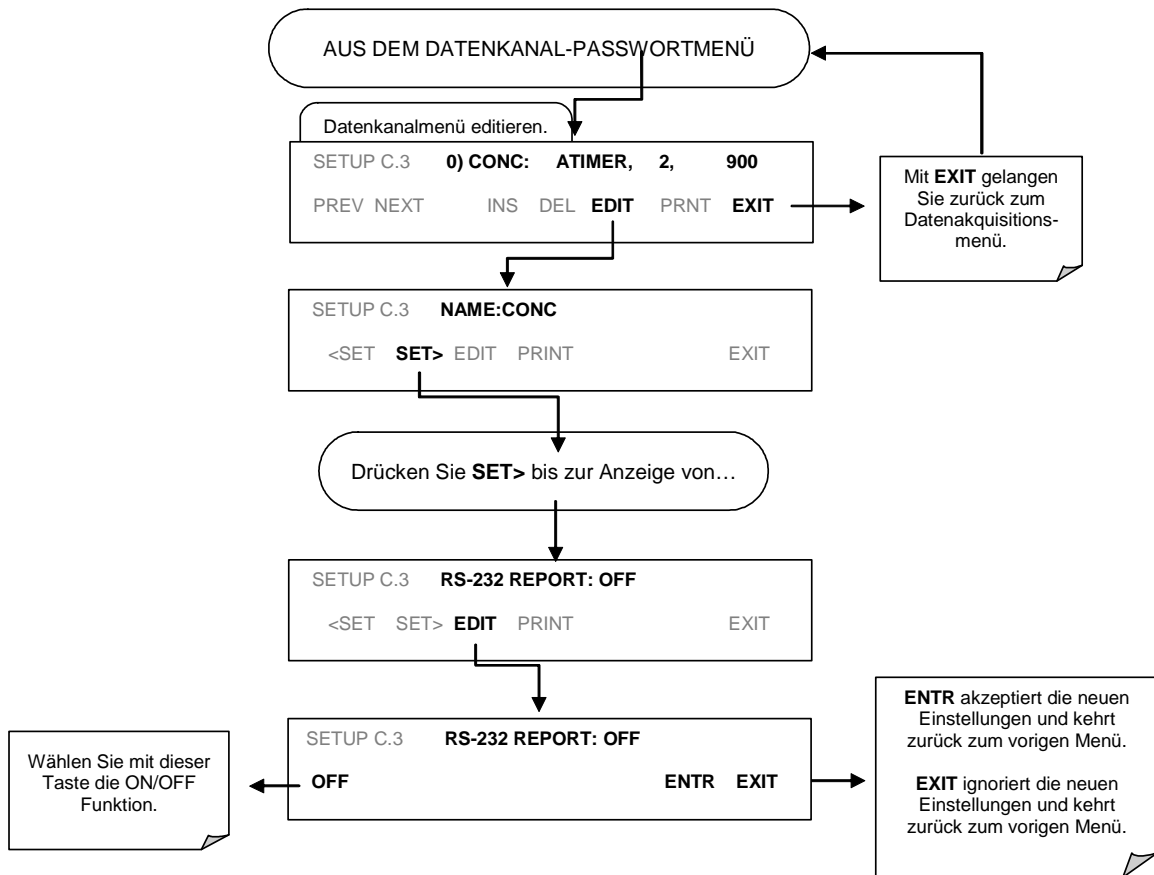 AUS DEM DATENKANAL-PASSWORTMENÜ
Datenkanalmenü editieren.
SETUP C.3 0) CONC: ATIMER, 2, 900
PREV NEXT INS DEL EDIT PRNT EXIT
Mit EXIT gelangen
Sie zurück zum
Datenakquisitions-
menü.
SETUP C.3 NAME:CONC
<SET SET> EDIT PRINT EXIT
Drücken Sie SET> bis zur Anzeige von…
SETUP C.3 RS-232 REPORT: OFF
<SET SET> EDIT PRINT EXIT
SETUP C.3 RS-232 REPORT: OFF
OFF ENTR EXIT
Wählen Sie mit dieser
Taste die ON/OFF
Funktion.
ENTR akzeptiert die neuen
Einstellungen und kehrt
zurück zum vorigen Menü.
EXIT ignoriert die neuen
Einstellungen und kehrt
zurück zum vorigen Menü.